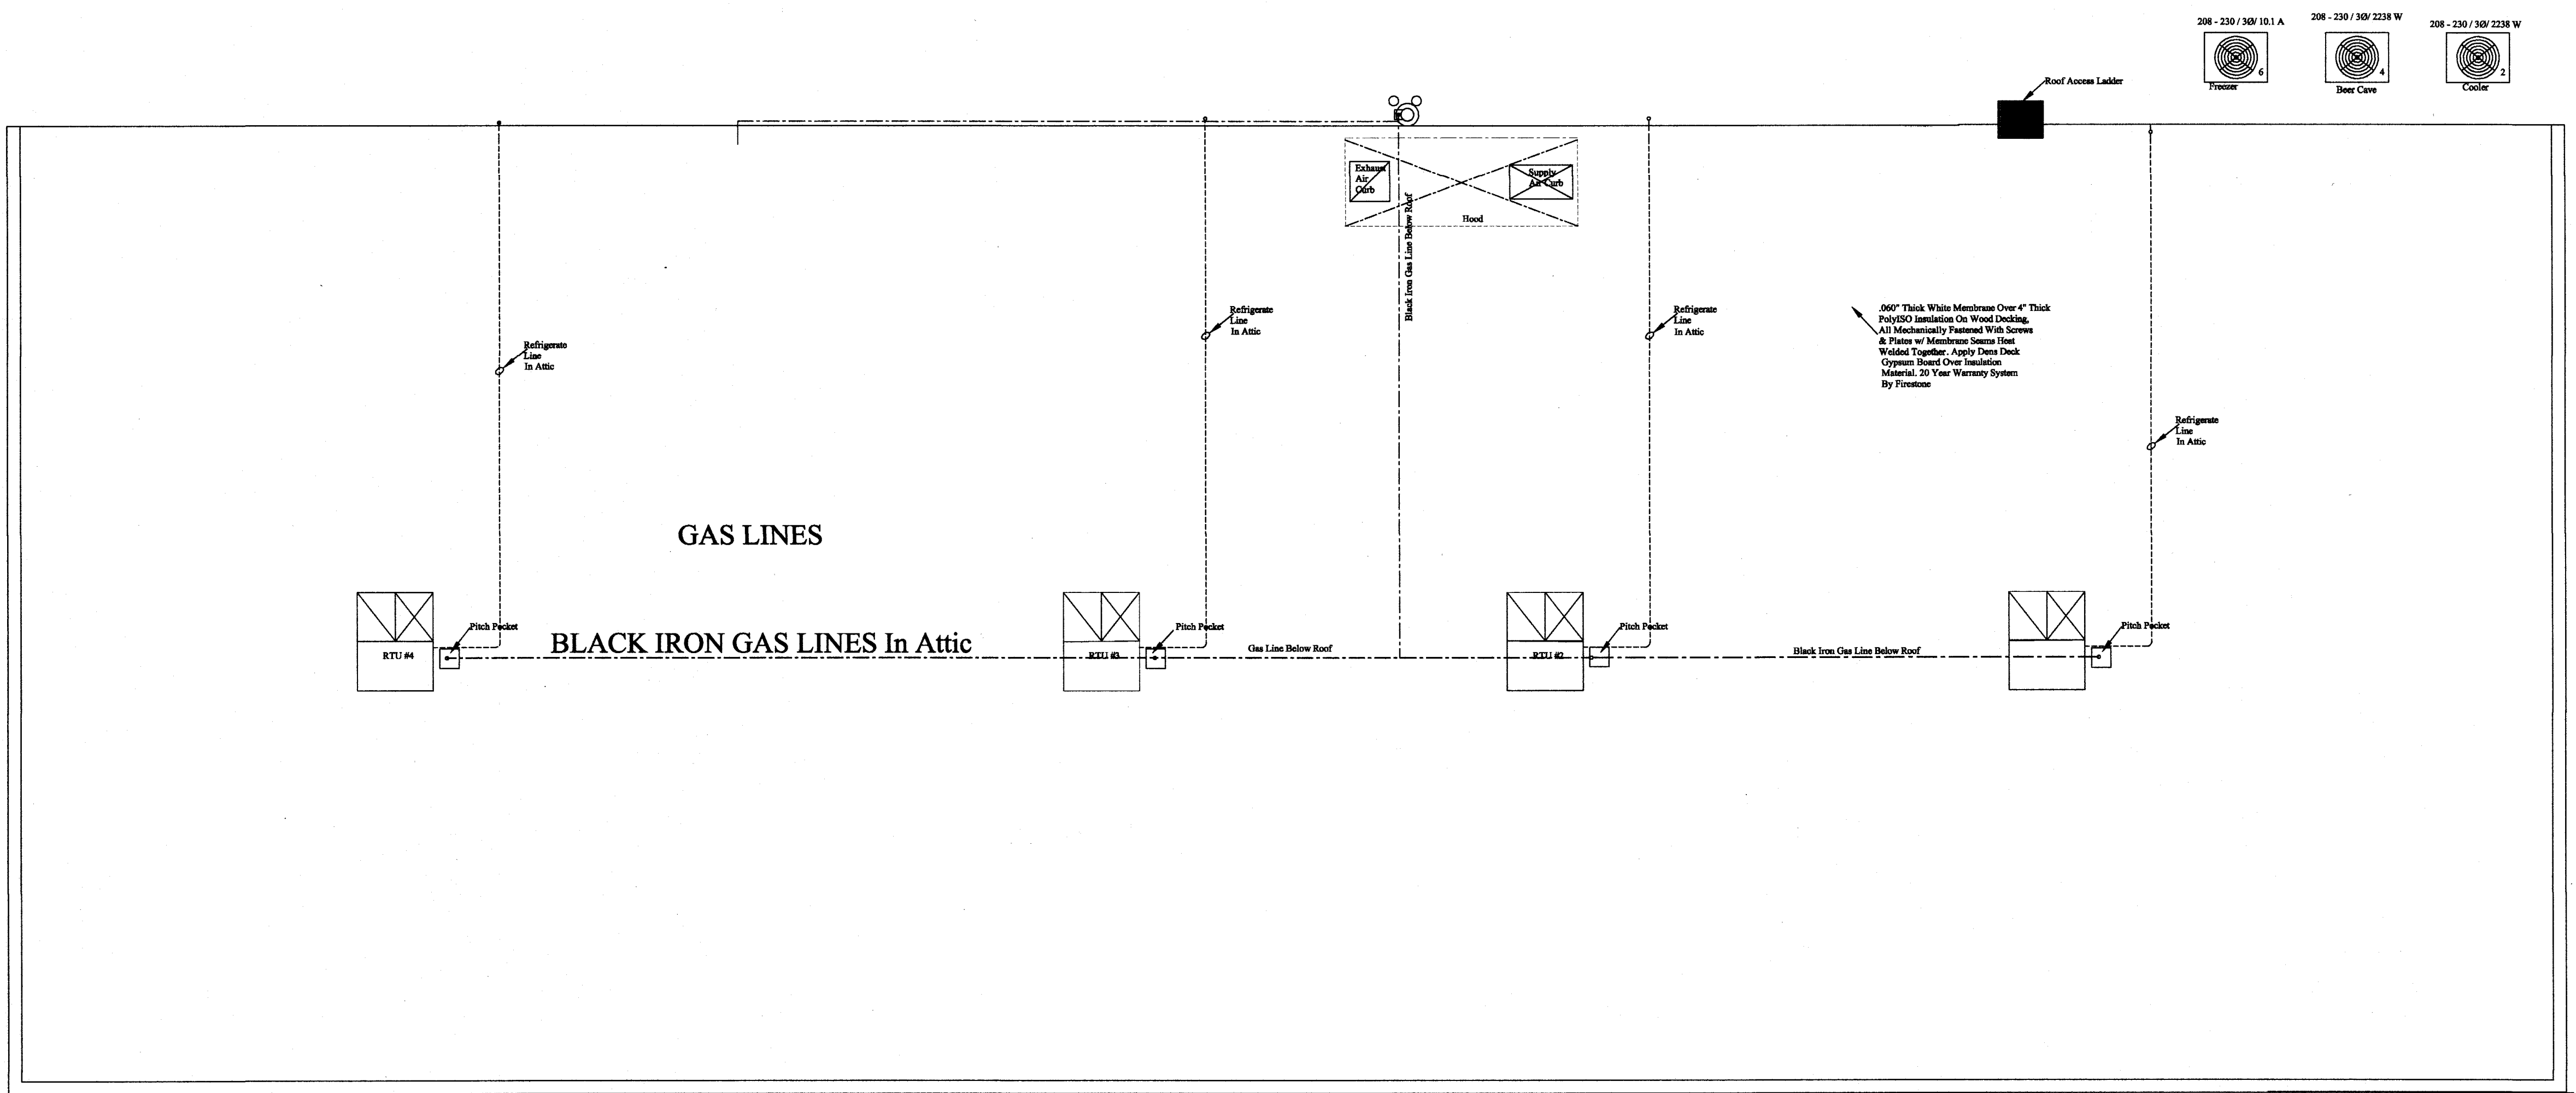 208 - 230 / 3Ø/ 10.1 A
208 - 230 / 3Ø/ 2238 W
208 - 230 / 3Ø/ 2238 W
6
4
2
Freezer
Beer Cave
Cooler
Roof Access Ladder
Exhaust
Air
Curb
Supply
Air Curb
Hood
Black Iron Gas Line Below Roof
Refrigerate
Line
In Attic
Refrigerate
Line
In Attic
Refrigerate
Line
In Attic
.060" Thick White Membrane Over 4" Thick
PolyISO Insulation On Wood Decking,
All Mechanically Fastened With Screws
& Plates w/ Membrane Seams Heat
Welded Together. Apply Dens Deck
Gypsum Board Over Insulation
Material. 20 Year Warranty System
By Firestone
Refrigerate
Line
In Attic
GAS LINES
Pitch Pocket
Pitch Pocket
Pitch Pocket
Pitch Pocket
RTU #4
BLACK IRON GAS LINES In Attic
RTU #3
Gas Line Below Roof
RTU #2
Black Iron Gas Line Below Roof